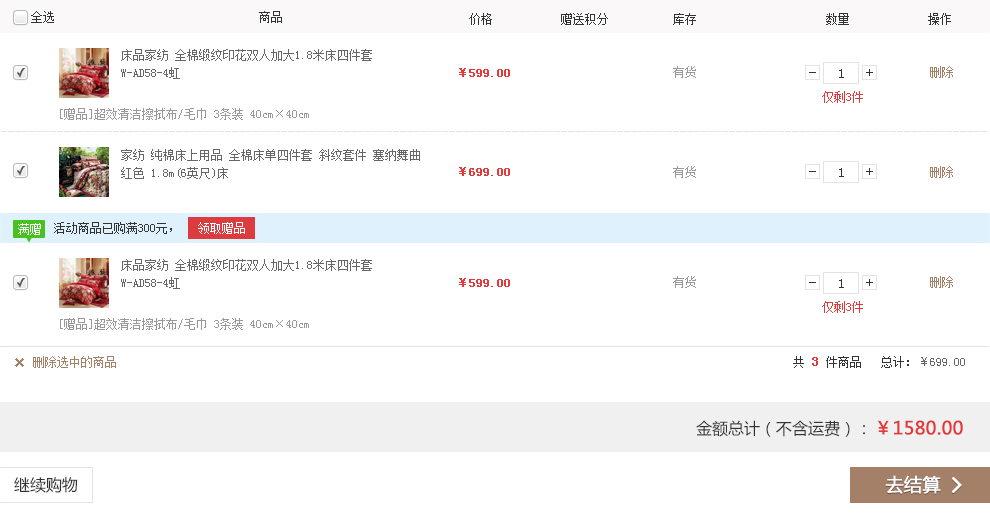 全选 商品 价格 赠送积分 库存 数量 操作
床品家纺 全棉缎纹印花双人加大1.8米床四件套
W-AD58-4虹
¥599.00 有货 − 1 + 删除
仅剩3件
[赠品]超效清洁擦拭布/毛巾 3条装 40cm×40cm
家纺 纯棉床上用品 全棉床单四件套 斜纹套件 塞纳舞曲
红色 1.8m(6英尺)床
¥699.00 有货 − 1 + 删除
满赠 活动商品已购满300元， 领取赠品
床品家纺 全棉缎纹印花双人加大1.8米床四件套
W-AD58-4虹
¥599.00 有货 − 1 + 删除
仅剩3件
[赠品]超效清洁擦拭布/毛巾 3条装 40cm×40cm
× 删除选中的商品 共 3 件商品 总计： ¥699.00
金额总计（不含运费）： ¥1580.00
继续购物 去结算 >